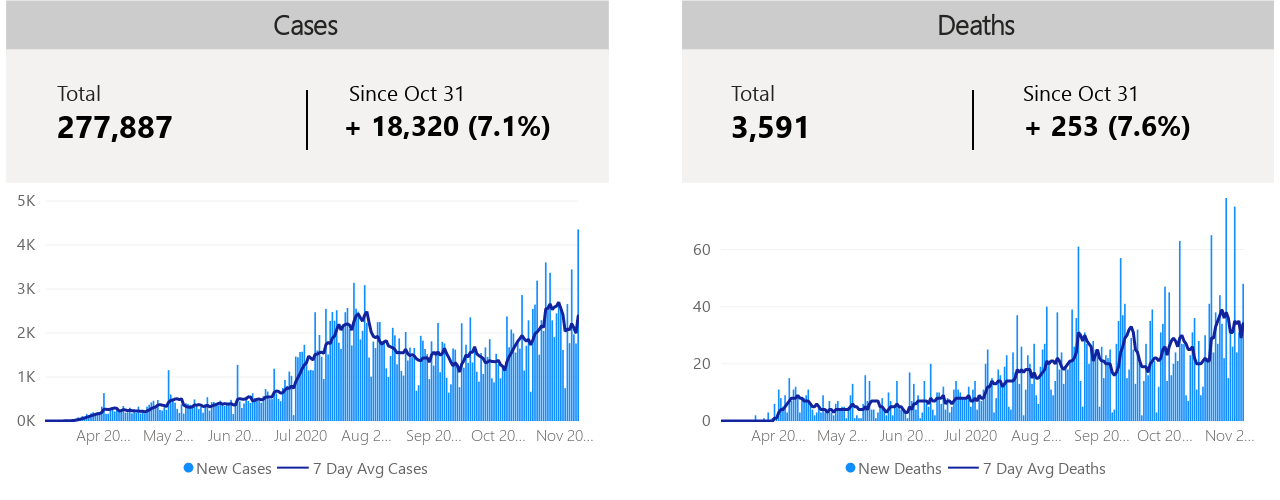 Cases
Total
277,887
Since Oct 31
+ 18,320 (7.1%)
5K
4K
3K
2K
1K
0K
Apr 20... May 2... Jun 20... Jul 2020 Aug 2... Sep 20... Oct 20... Nov 20...
New Cases 7 Day Avg Cases
Deaths
Total
3,591
Since Oct 31
+ 253 (7.6%)
60
40
20
0
Apr 20... May 2... Jun 20... Jul 2020 Aug 2... Sep 20... Oct 20... Nov 2...
New Deaths 7 Day Avg Deaths